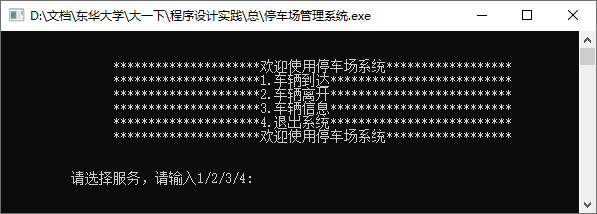 D:\文档\东华大学\大一下\程序设计实践\总\停车场管理系统.exe
*********************欢迎使用停车场系统******************
*********************1.车辆到达**************************
*********************2.车辆离开**************************
*********************3.车辆信息**************************
*********************4.退出系统**************************
*********************欢迎使用停车场系统******************
请选择服务，请输入1/2/3/4: